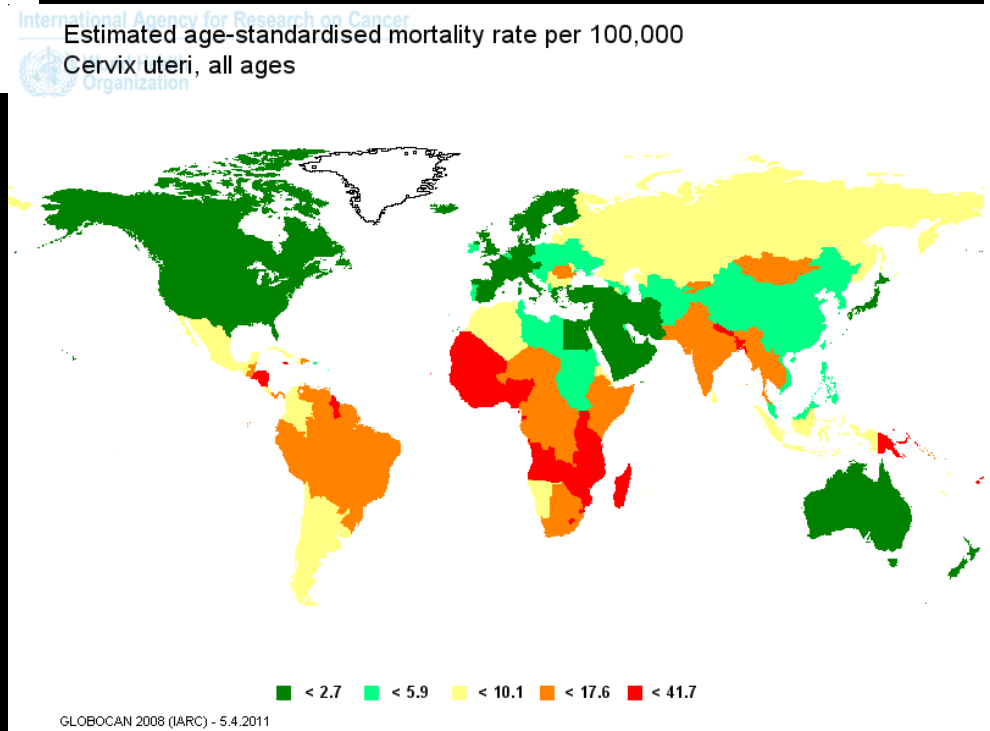 International Agency for Research on Cancer
Estimated age-standardised mortality rate per 100,000
Cervix uteri, all ages
Organization
< 2.7 < 5.9 < 10.1 < 17.6 < 41.7
GLOBOCAN 2008 (IARC) - 5.4.2011